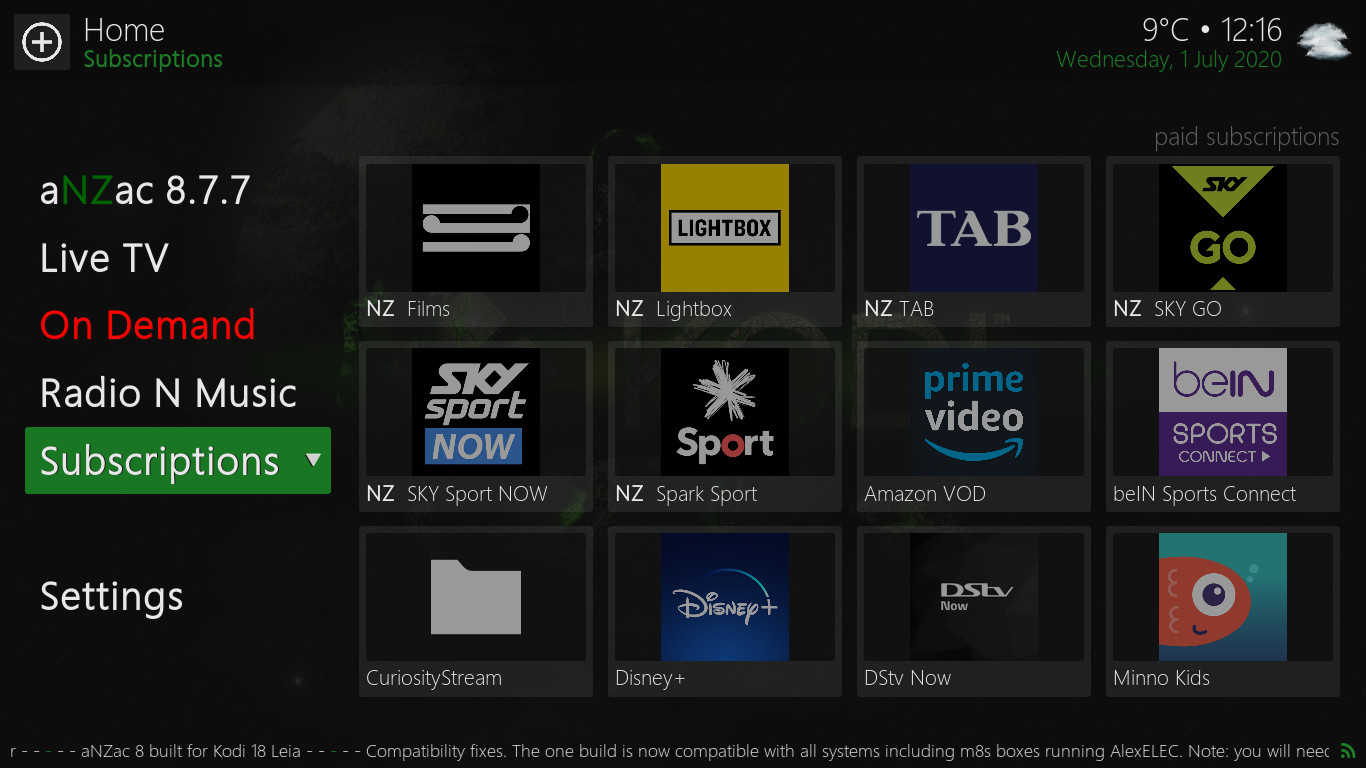 Home
Subscriptions
9°C • 12:16
Wednesday, 1 July 2020
paid subscriptions
aNZac 8.7.7
Live TV
On Demand
Radio N Music
Subscriptions
Settings
NZ Films
LIGHTBOX
NZ Lightbox
TAB
NZ TAB
SKY
GO
NZ SKY GO
SKY
sport
NOW
NZ SKY Sport NOW
Sport
NZ Spark Sport
prime
video
Amazon VOD
beIN
SPORTS
CONNECT
beIN Sports Connect
CuriosityStream
Disney+
Disney+
DStv
Now
DStv Now
Minno Kids
r - - - - - aNZac 8 built for Kodi 18 Leia - - - - - Compatibility fixes. The one build is now compatible with all systems including m8s boxes running AlexELEC. Note: you will need